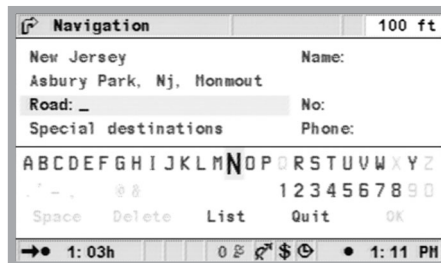 Navigation 100 ft
New Jersey Name:
Asbury Park, Nj, Monmout
Road: _ No:
Special destinations Phone:
ABCDEFGHIJKLMNOPQRSTUVWXYZ
.'-, @& 1234567890
Space Delete List Quit OK
1:03h 0 $ 1:11 PM